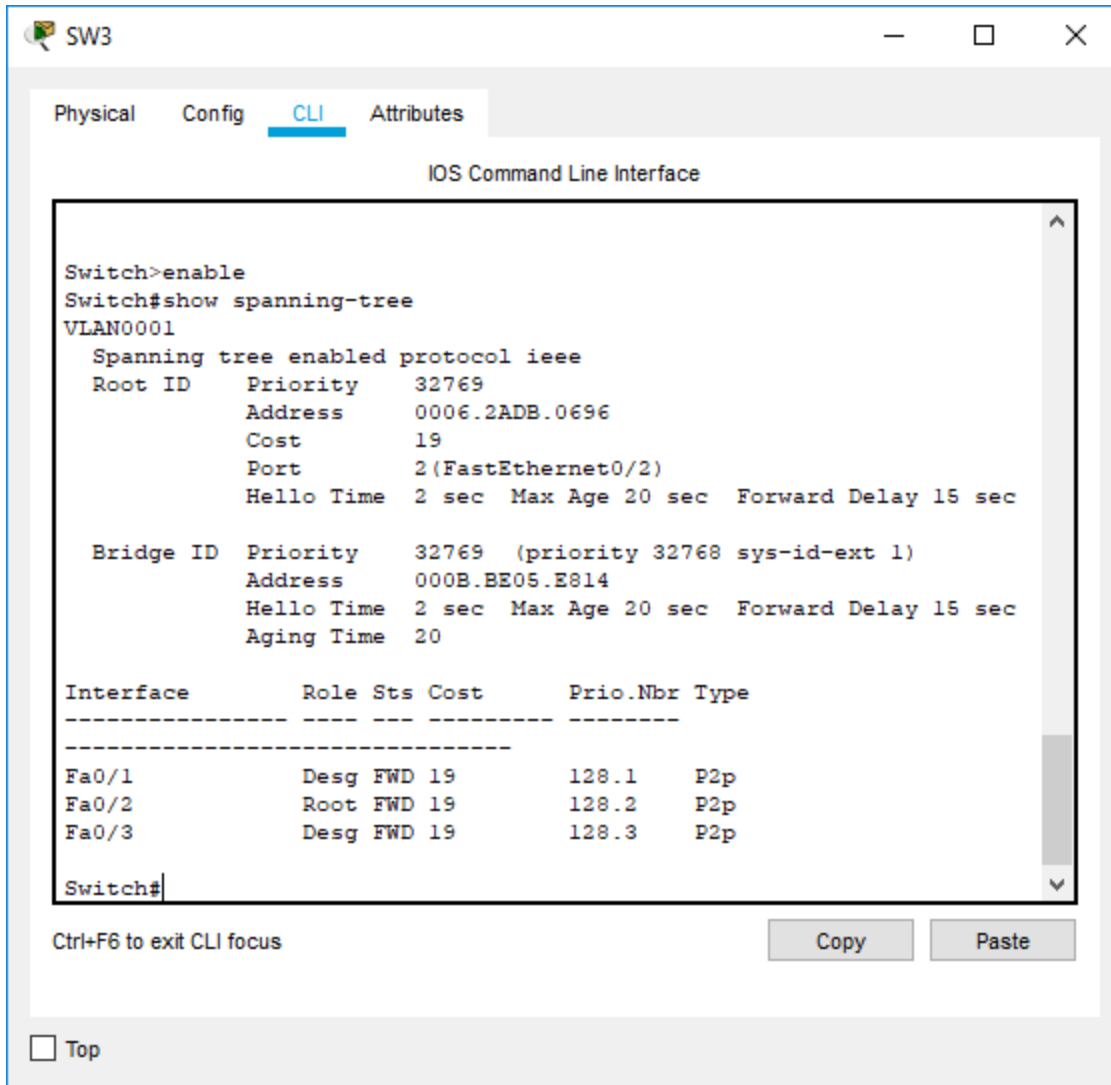 SW3
Physical Config CLI Attributes
IOS Command Line Interface
Switch>enable
Switch#show spanning-tree
VLAN0001
  Spanning tree enabled protocol ieee
  Root ID    Priority    32769
             Address     0006.2ADB.0696
             Cost        19
             Port        2(FastEthernet0/2)
             Hello Time  2 sec  Max Age 20 sec  Forward Delay 15 sec
  Bridge ID  Priority    32769  (priority 32768 sys-id-ext 1)
             Address     000B.BE05.E814
             Hello Time  2 sec  Max Age 20 sec  Forward Delay 15 sec
             Aging Time  20
Interface        Role Sts Cost      Prio.Nbr Type
---------------- ---- --- --------- --------
--------------------------------
Fa0/1            Desg FWD 19        128.1    P2p
Fa0/2            Root FWD 19        128.2    P2p
Fa0/3            Desg FWD 19        128.3    P2p
Switch#
Ctrl+F6 to exit CLI focus Copy Paste
Top